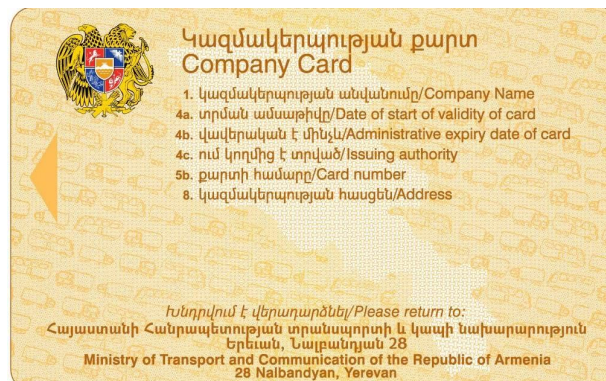 Կազմակերպության քարտ
Company Card
1. կազմակերպության անվանումը/Company Name
4a. տրման ամսաթիվը/Date of start of validity of card
4b. վավերական է մինչև/Administrative expiry date of card
4c. ում կողմից է տրված/Issuing authority
5b. քարտի համարը/Card number
8. կազմակերպության հասցեն/Address
Խնդրվում է վերադարձնել/Please return to:
Հայաստանի Հանրապետության տրանսպորտի և կապի նախարարություն
Երևան, Նալբանդյան 28
Ministry of Transport and Communication of the Republic of Armenia
28 Nalbandyan, Yerevan